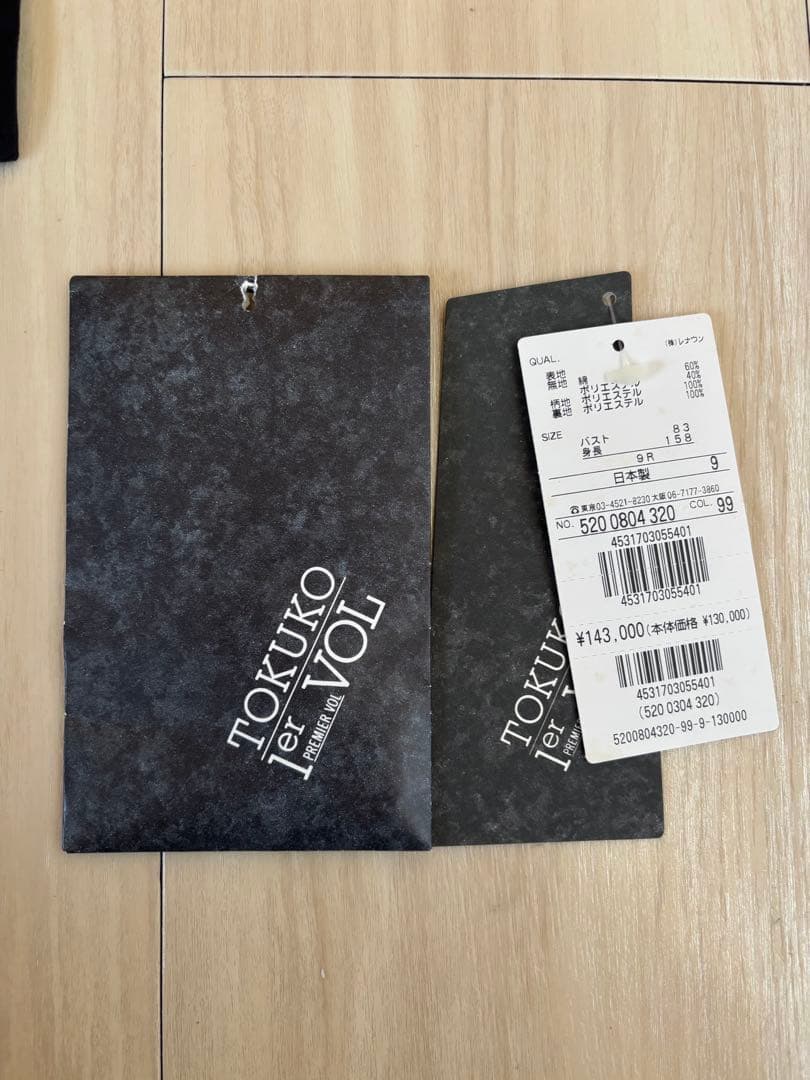 TOKUKO
1er VOL
PREMIER VOL
TOKUKO
1er
PREMIER
QUAL.
(株)レナウン
表地
無地 綿 60%
ポリエステル 40%
柄地 ポリエステル 100%
裏地 ポリエステル 100%
SIZE
バスト 83
身長 158
9R
日本製 9
☎東京03-4521-8230 大阪06-7177-3860
NO. 520 0804 320 COL. 99
4531703055401
4531703055401
¥143,000(本体価格 ¥130,000)
4531703055401
(520 0304 320)
5200804320-99-9-130000